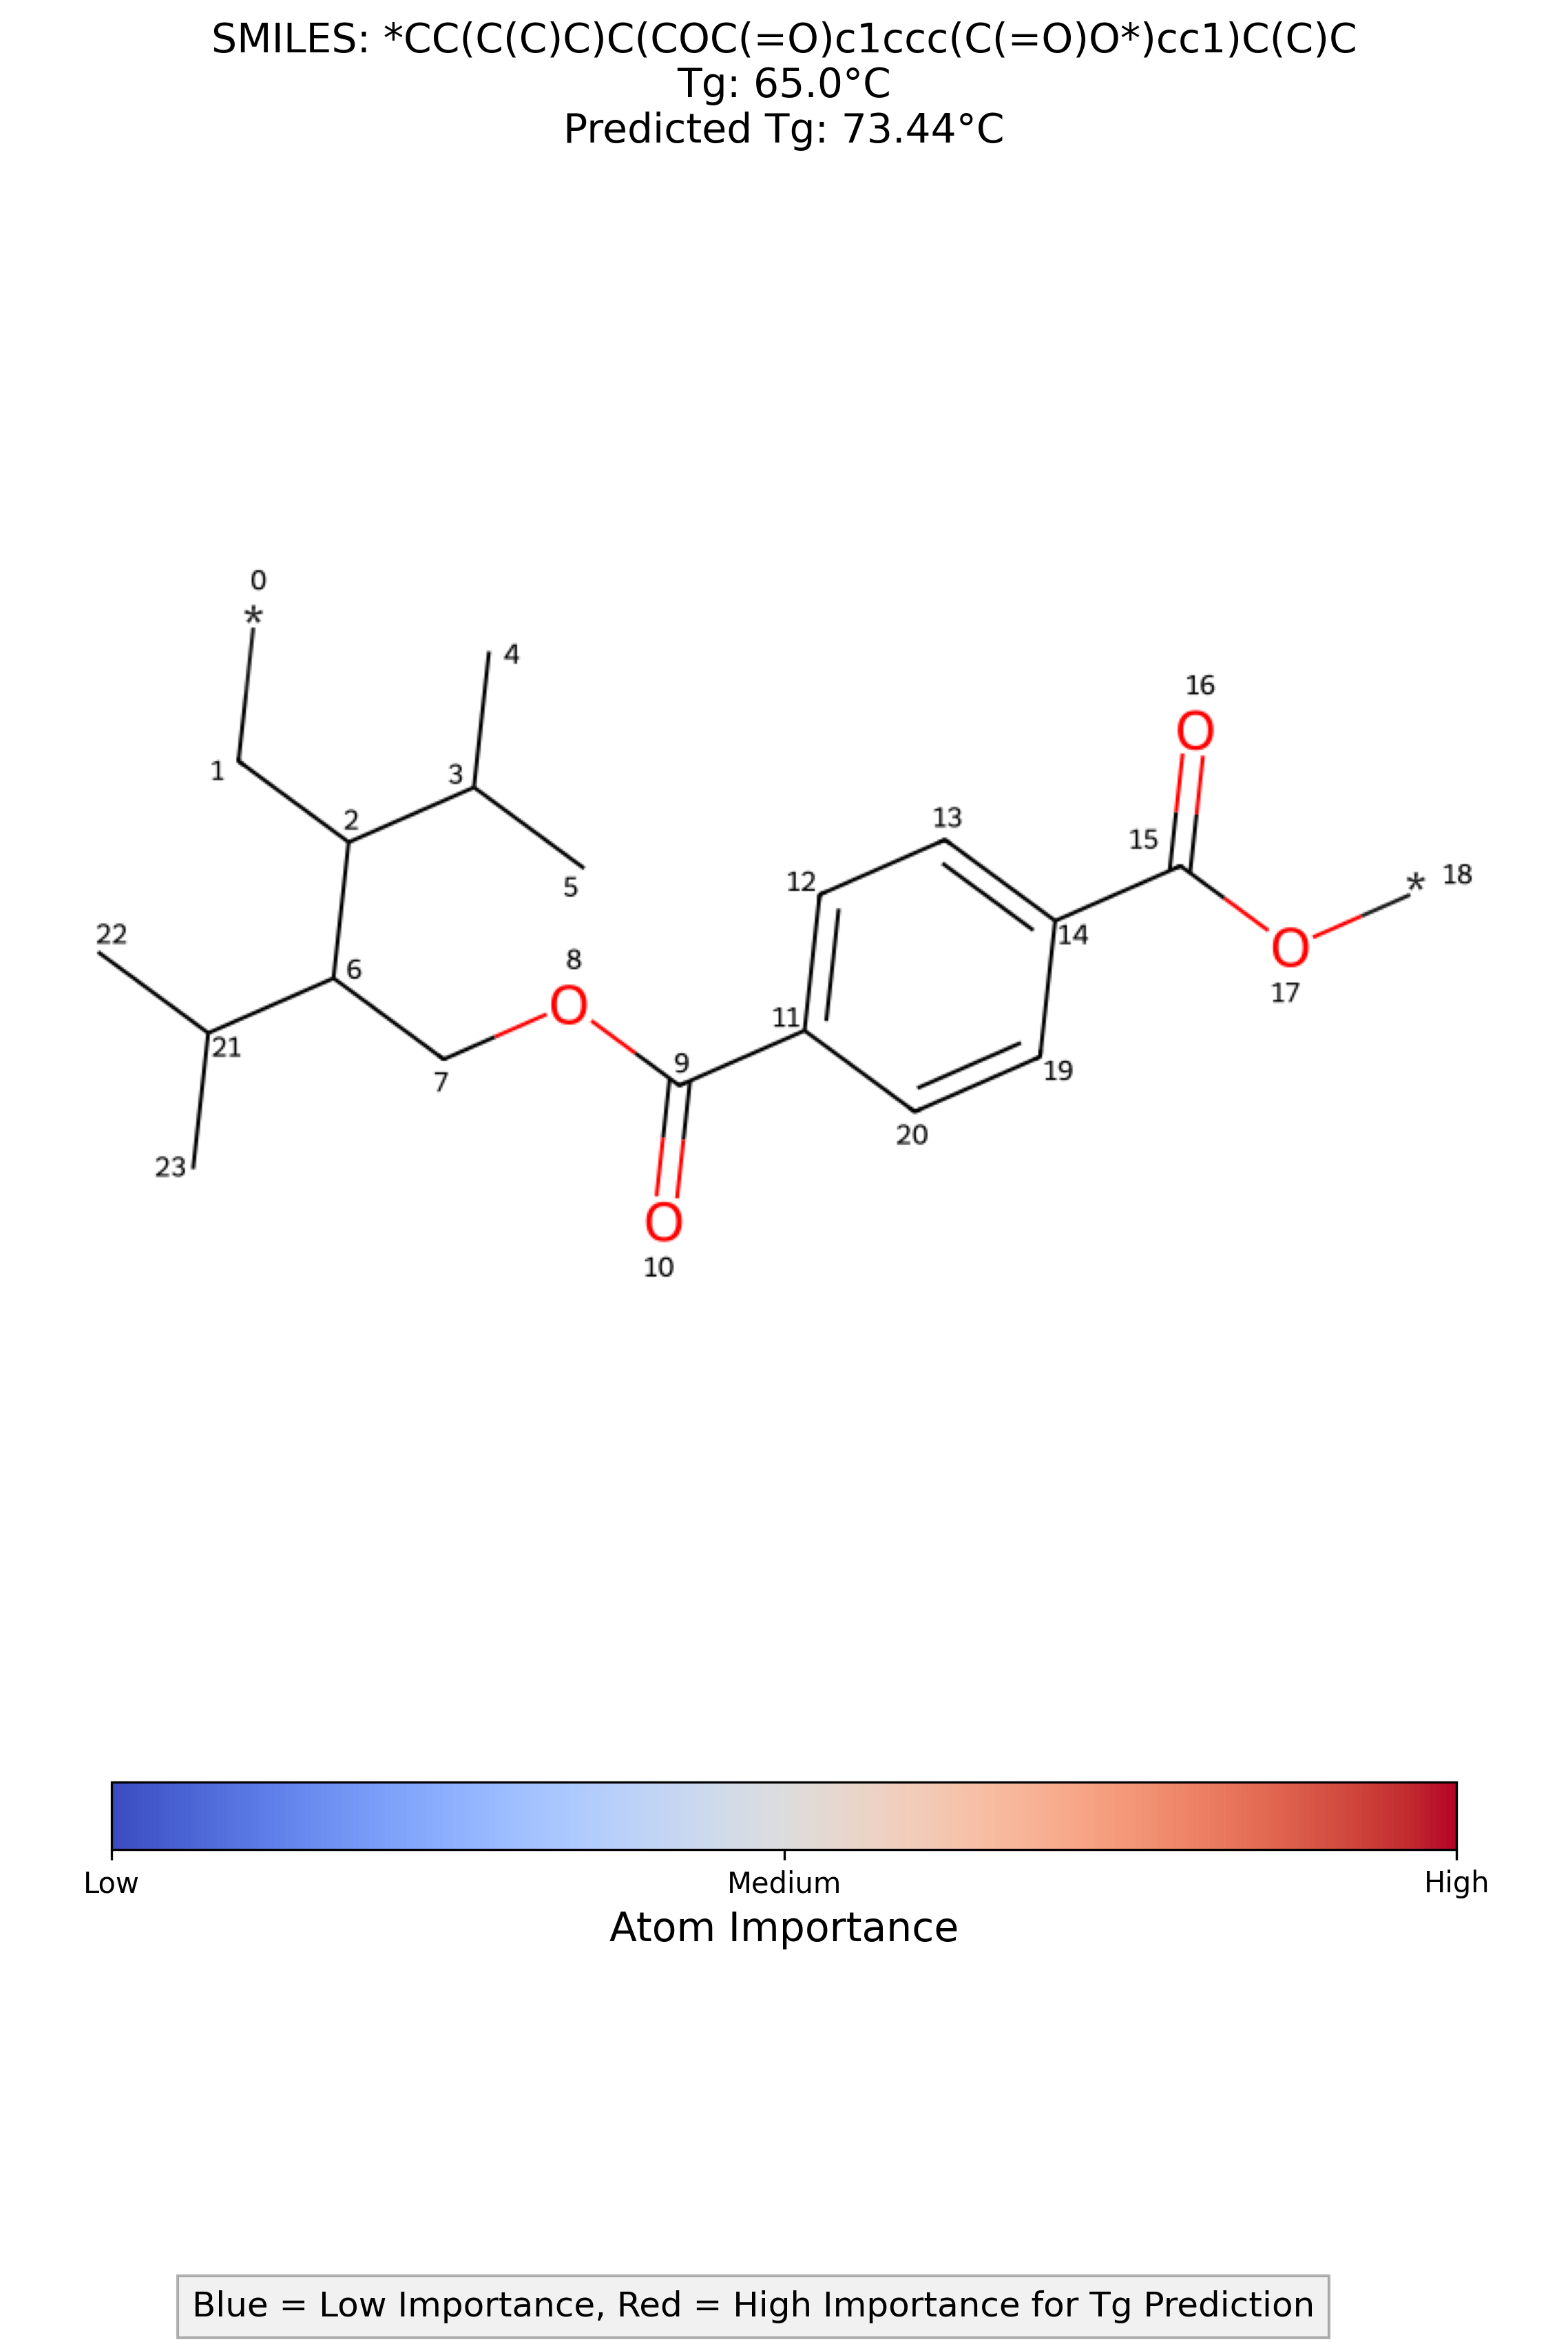 SMILES: *CC(C(C)C)C(COC(=O)c1ccc(C(=O)O*)cc1)C(C)C
Tg: 65.0°C
Predicted Tg: 73.44°C
0
*
4
16
O
1
3
2
13
15
* 18
12
5
14
O
22
6
8
17
O
11
21
9
19
7
20
23
O
10
Low Medium High
Atom Importance
Blue = Low Importance, Red = High Importance for Tg Prediction